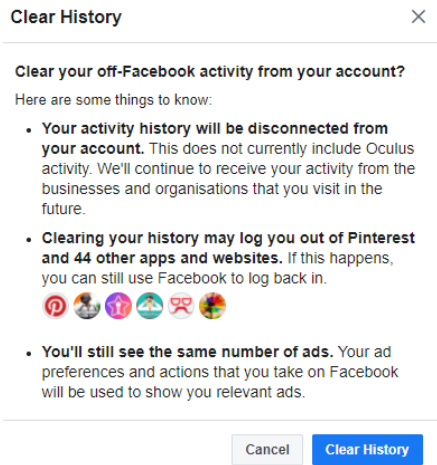 Clear History
Clear your off-Facebook activity from your account?
Here are some things to know:
• Your activity history will be disconnected from
your account. This does not currently include Oculus
activity. We'll continue to receive your activity from the
businesses and organisations that you visit in the
future.
• Clearing your history may log you out of Pinterest
and 44 other apps and websites. If this happens,
you can still use Facebook to log back in.
• You'll still see the same number of ads. Your ad
preferences and actions that you take on Facebook
will be used to show you relevant ads.
Cancel Clear History